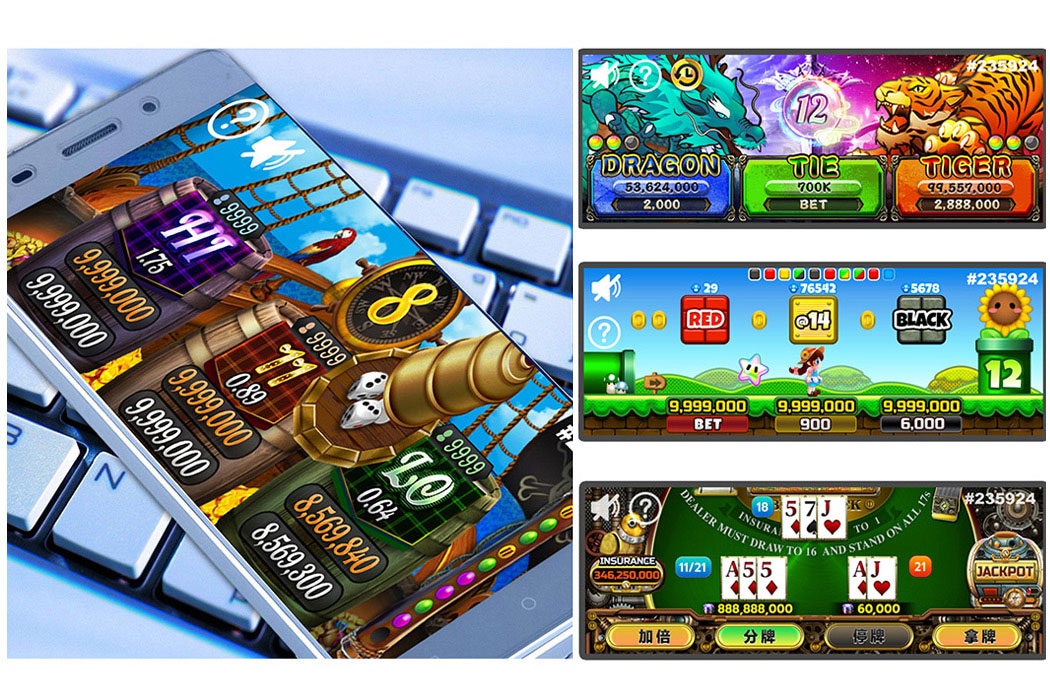 HI
9999
1.75
9,999,000
9,999,000
8
11
9999
0.89
9,999,000
9,999,000
LO
9999
0.64
8,569,840
8,569,300
B
N
#235924
?
12
DRAGON
53,624,000
2,000
TIE
700K
BET
TIGER
99,557,000
2,888,000
#235924
?
29
76542
5678
RED
@14
BLACK
12
9,999,000
9,999,000
9,999,000
BET
900
6,000
#235924
?
18
5 7 J
INSURA
TO 1
DEALER MUST DRAW TO 16 AND STAND ON ALL 17s
INSURANCE
346,250,000
11/21
A 5 5
A J
21
JACKPOT
888,888,000
60,000
加倍
分牌
停牌
拿牌